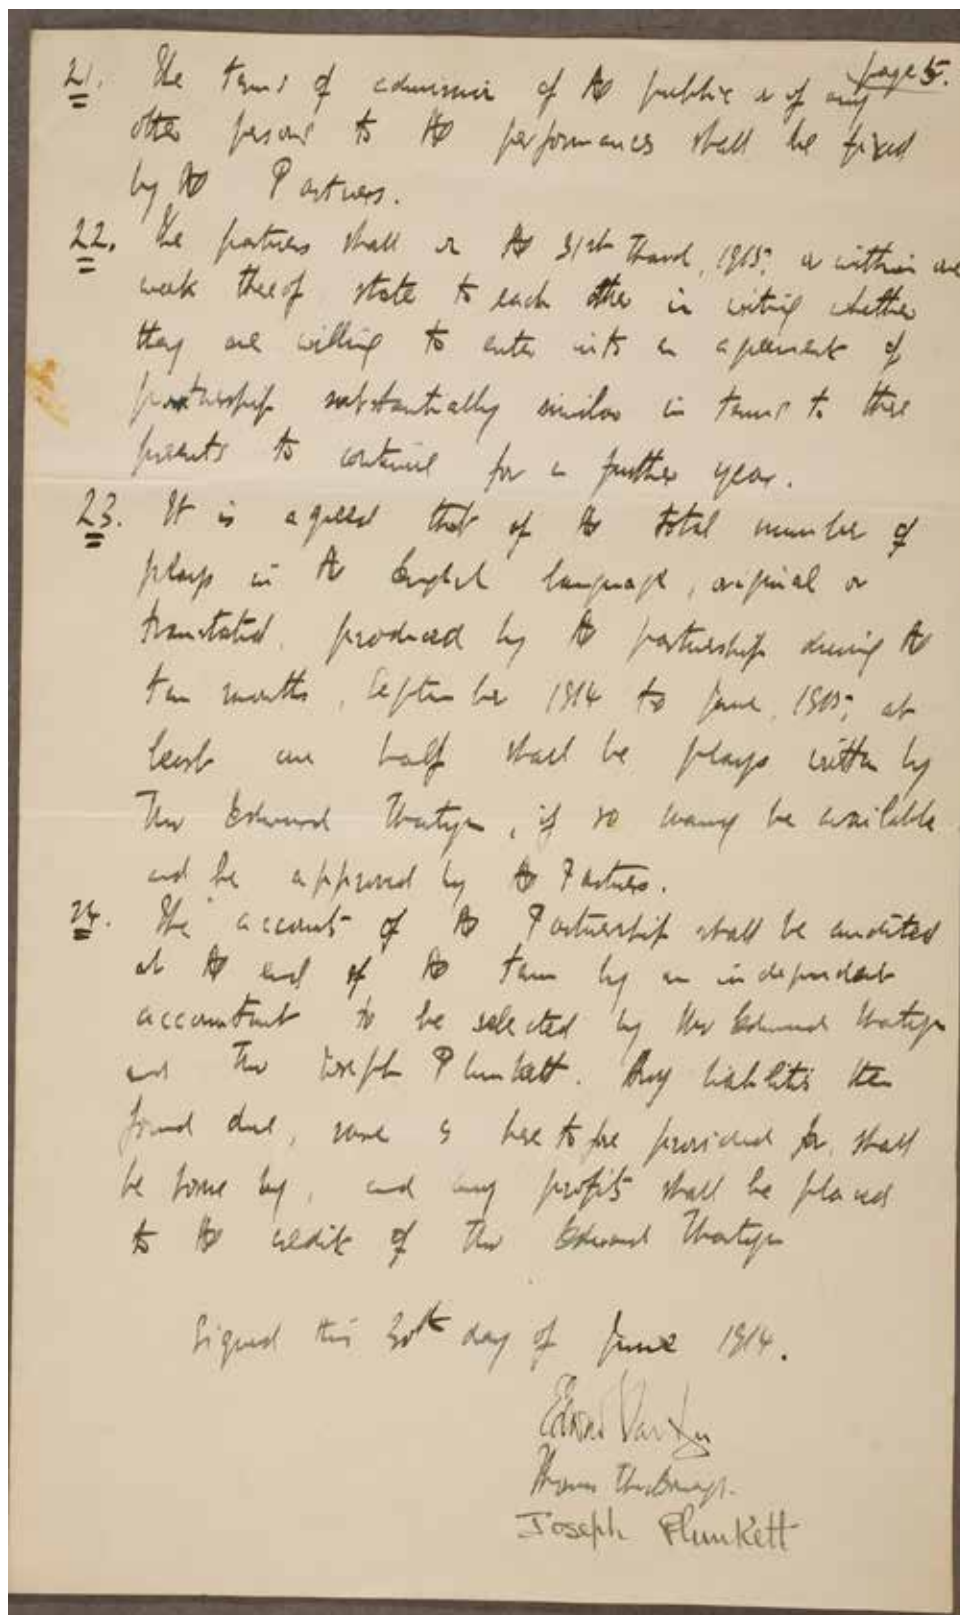 page 5.
21. The terms of admission of the public or of any
other persons to the performances shall be fixed
by the Partners.
22. The partners shall on the 31st March, 1915, or within one
week thereof state to each other in writing whether
they are willing to enter into an agreement of
partnership substantially similar in terms to these
presents to continue for a further year.
23. It is agreed that of the total number of
plays in the English language, original or
translated, produced by the partnership during the
ten months, September 1914 to June, 1915, at
least one half shall be plays written by
Mr Edward Martyn, if so many be available
and be approved by the Partners.
24. The accounts of the Partnership shall be audited
at the end of the term by an independent
accountant to be selected by Mr Edward Martyn
and Mr Joseph Plunkett. Any liabilities then
found due, save as heretofore provided for, shall
be borne by, and any profits shall be placed
to the credit of Mr Edward Martyn
Signed this 30th day of June 1914.
Edward Martyn
Thomas MacDonagh.
Joseph Plunkett